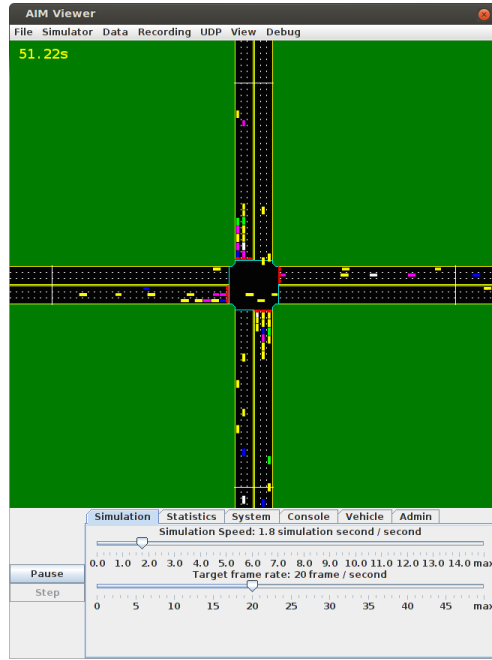 AIM Viewer
File Simulator Data Recording UDP View Debug
51.22s
Simulation Statistics System Console Vehicle Admin
Simulation Speed: 1.8 simulation second / second
0.0 1.0 2.0 3.0 4.0 5.0 6.0 7.0 8.0 9.0 10.0 11.0 12.0 13.0 14.0 max
Pause
Target frame rate: 20 frame / second
Step
0 5 10 15 20 25 30 35 40 45 max